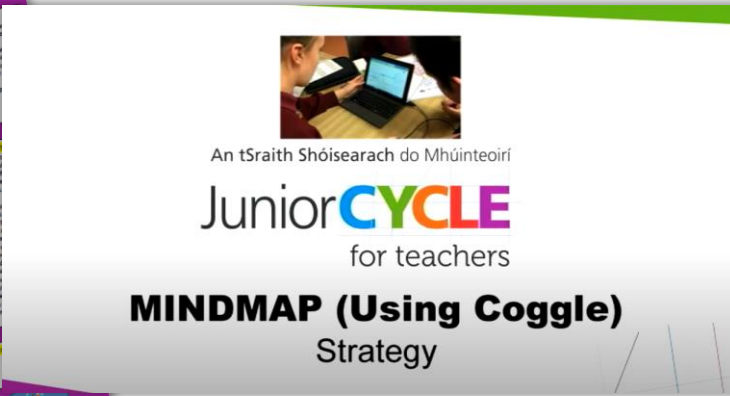 An tSraith Shóisearach do Mhúinteoirí
JuniorCYCLE
for teachers
MINDMAP (Using Coggle)
Strategy